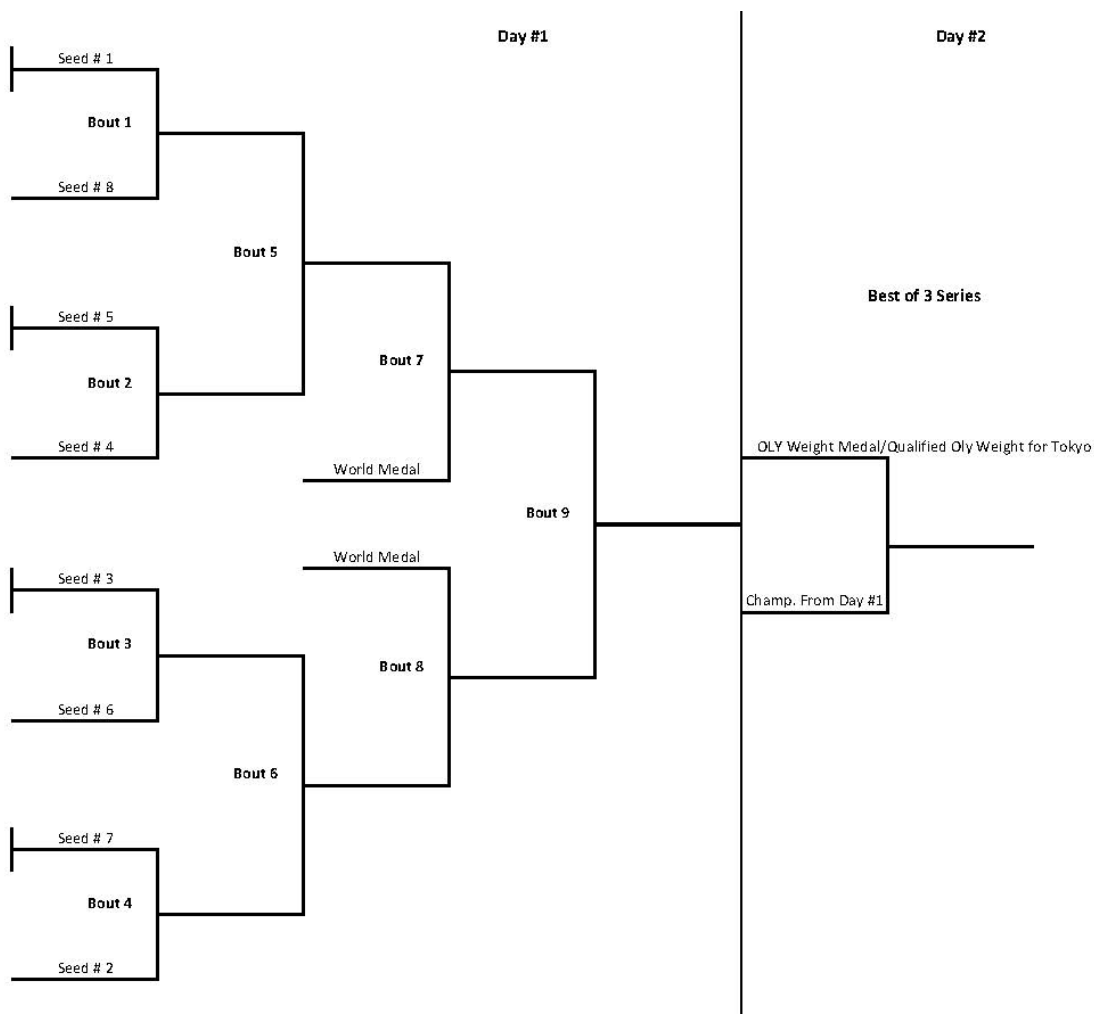 Day #1
Day #2
Seed # 1
Bout 1
Seed # 8
Bout 5
Best of 3 Series
Seed # 5
Bout 7
Bout 2
Seed # 4
OLY Weight Medal/Qualified Oly Weight for Tokyo
World Medal
Bout 9
World Medal
Seed # 3
Champ. From Day #1
Bout 3
Bout 8
Seed # 6
Bout 6
Seed # 7
Bout 4
Seed # 2